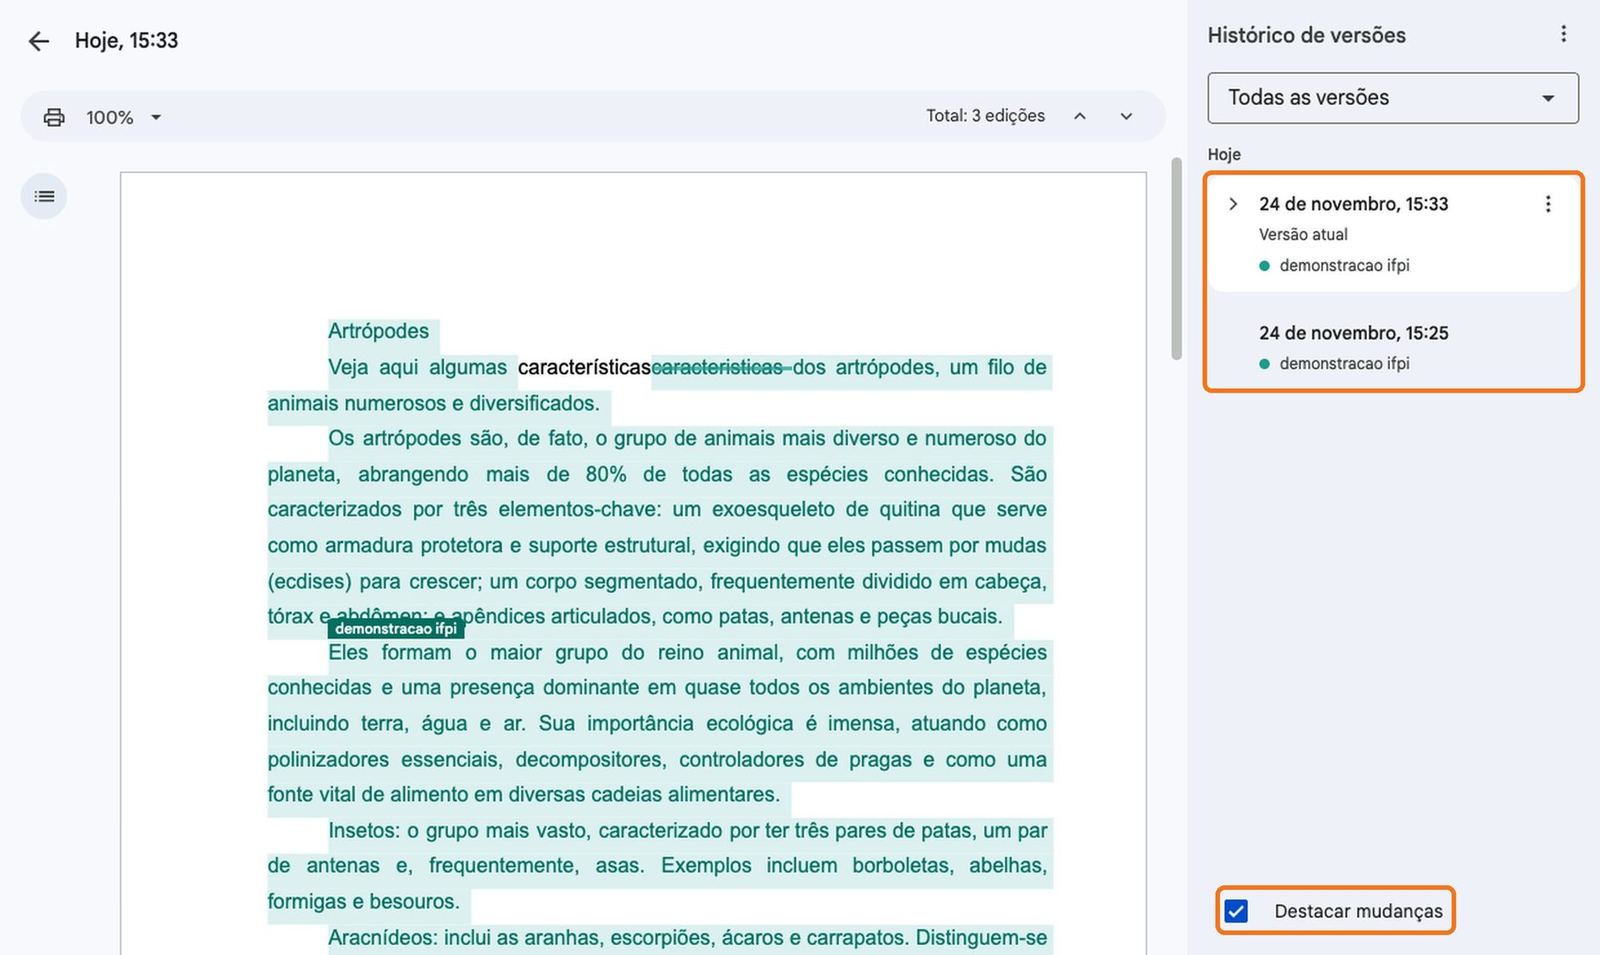 Hoje, 15:33
100%
Total: 3 edições
Artrópodes
Veja aqui algumas característicascaracteristicas dos artrópodes, um filo de
animais numerosos e diversificados.
Os artrópodes são, de fato, o grupo de animais mais diverso e numeroso do
planeta, abrangendo mais de 80% de todas as espécies conhecidas. São
caracterizados por três elementos-chave: um exoesqueleto de quitina que serve
como armadura protetora e suporte estrutural, exigindo que eles passem por mudas
(ecdises) para crescer; um corpo segmentado, frequentemente dividido em cabeça,
tórax e abdômen; e apêndices articulados, como patas, antenas e peças bucais.
demonstracao ifpi
Eles formam o maior grupo do reino animal, com milhões de espécies
conhecidas e uma presença dominante em quase todos os ambientes do planeta,
incluindo terra, água e ar. Sua importância ecológica é imensa, atuando como
polinizadores essenciais, decompositores, controladores de pragas e como uma
fonte vital de alimento em diversas cadeias alimentares.
Insetos: o grupo mais vasto, caracterizado por ter três pares de patas, um par
de antenas e, frequentemente, asas. Exemplos incluem borboletas, abelhas,
formigas e besouros.
Aracnídeos: inclui as aranhas, escorpiões, ácaros e carrapatos. Distinguem-se
Histórico de versões
Todas as versões
Hoje
24 de novembro, 15:33
Versão atual
demonstracao ifpi
24 de novembro, 15:25
demonstracao ifpi
Destacar mudanças